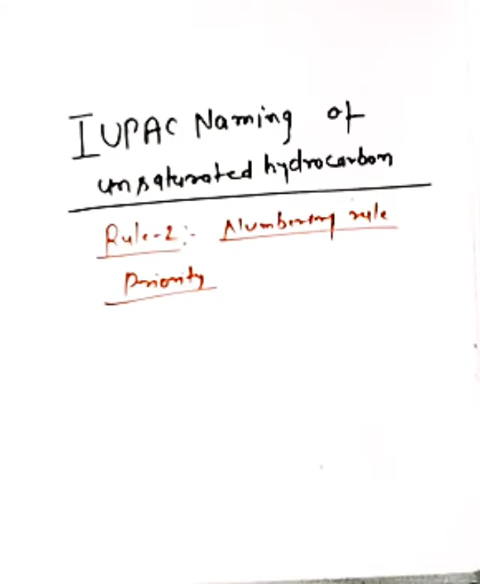 IUPAC Naming of
unsaturated hydrocarbon
Rule-2:- Numbering rule
Priority